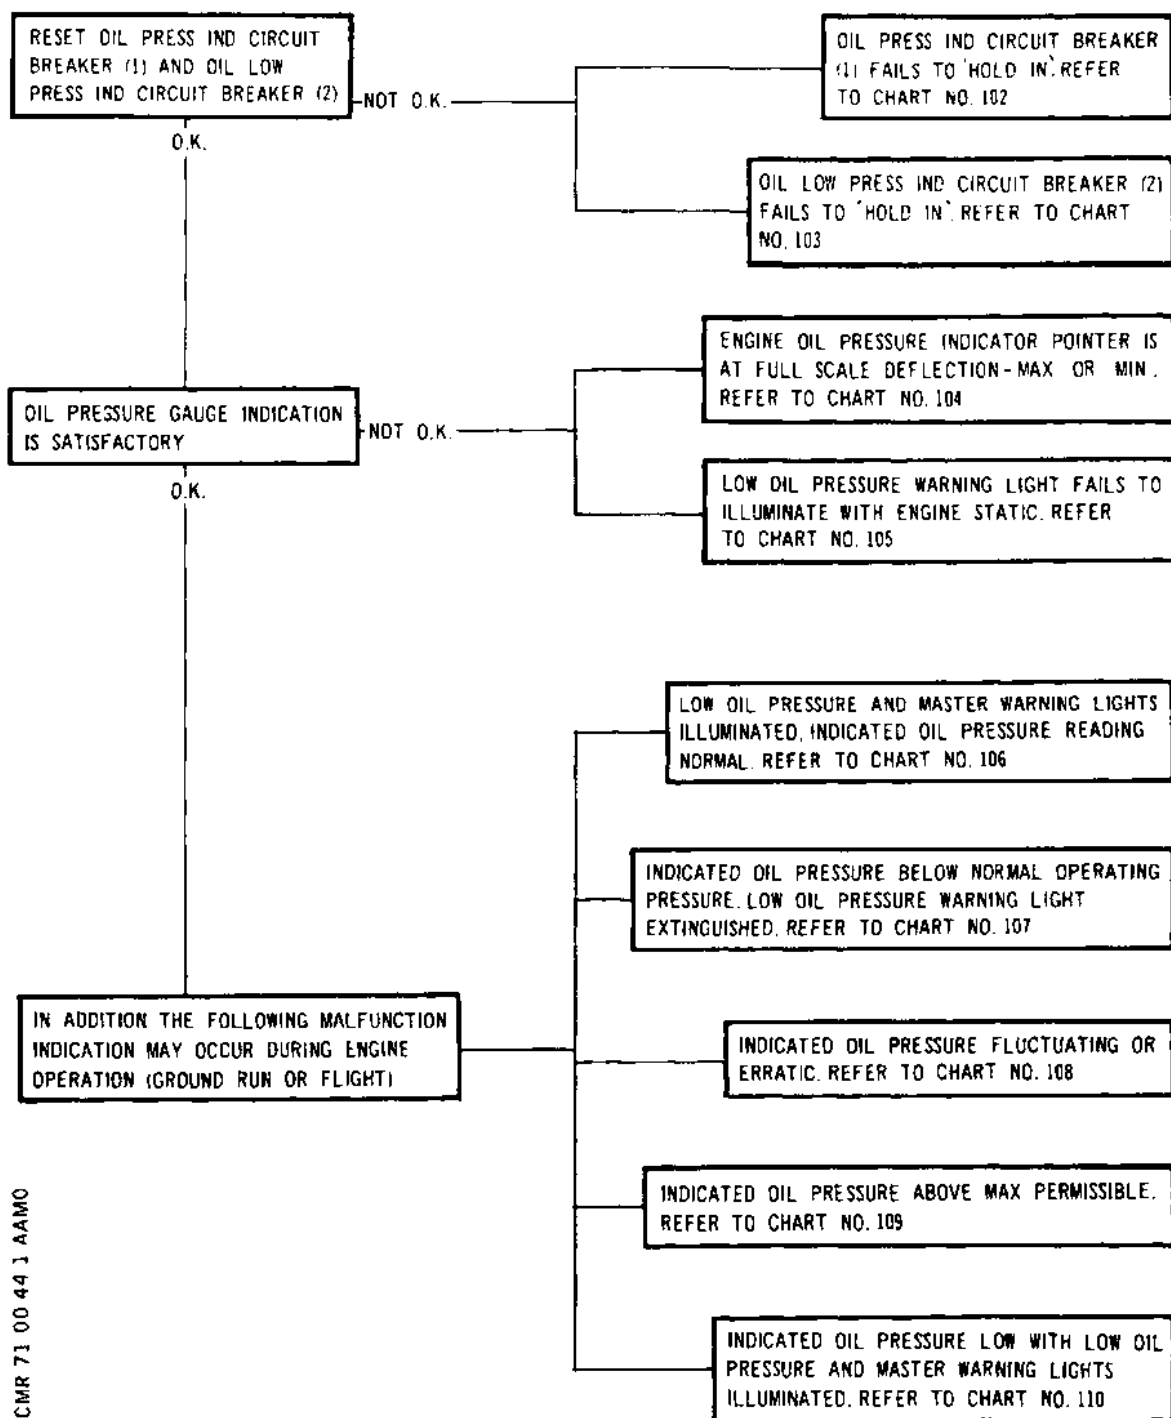 RESET OIL PRESS IND CIRCUIT
BREAKER (1) AND OIL LOW
PRESS IND CIRCUIT BREAKER (2)
NOT O.K.
O.K.
OIL PRESS IND CIRCUIT BREAKER
(1) FAILS TO 'HOLD IN'. REFER
TO CHART NO. 102
OIL LOW PRESS IND CIRCUIT BREAKER (2)
FAILS TO 'HOLD IN'. REFER TO CHART
NO. 103
OIL PRESSURE GAUGE INDICATION
IS SATISFACTORY
NOT O.K.
O.K.
ENGINE OIL PRESSURE INDICATOR POINTER IS
AT FULL SCALE DEFLECTION-MAX OR MIN.
REFER TO CHART NO. 104
LOW OIL PRESSURE WARNING LIGHT FAILS TO
ILLUMINATE WITH ENGINE STATIC. REFER
TO CHART NO. 105
IN ADDITION THE FOLLOWING MALFUNCTION
INDICATION MAY OCCUR DURING ENGINE
OPERATION (GROUND RUN OR FLIGHT)
LOW OIL PRESSURE AND MASTER WARNING LIGHTS
ILLUMINATED, INDICATED OIL PRESSURE READING
NORMAL. REFER TO CHART NO. 106
INDICATED OIL PRESSURE BELOW NORMAL OPERATING
PRESSURE. LOW OIL PRESSURE WARNING LIGHT
EXTINGUISHED. REFER TO CHART NO. 107
INDICATED OIL PRESSURE FLUCTUATING OR
ERRATIC. REFER TO CHART NO. 108
INDICATED OIL PRESSURE ABOVE MAX PERMISSIBLE.
REFER TO CHART NO. 109
INDICATED OIL PRESSURE LOW WITH LOW OIL
PRESSURE AND MASTER WARNING LIGHTS
ILLUMINATED. REFER TO CHART NO. 110
CMR 71 00 44 1 AAMO